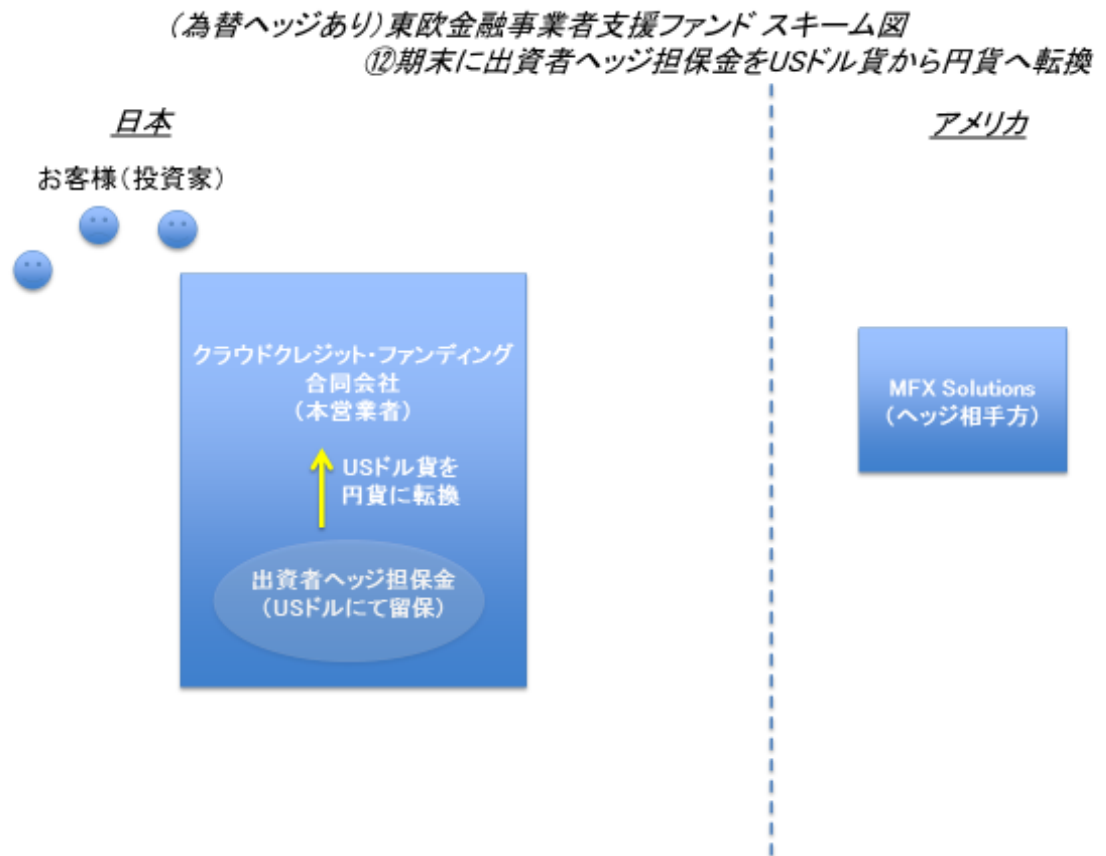 (為替ヘッジあり)東欧金融事業者支援ファンド スキーム図
⑫期末に出資者ヘッジ担保金をUSドル貨から円貨へ転換
日本
アメリカ
お客様(投資家)
クラウドクレジット・ファンディング
合同会社
(本営業者)
MFX Solutions
(ヘッジ相手方)
USドル貨を
円貨に転換
出資者ヘッジ担保金
(USドルにて留保)